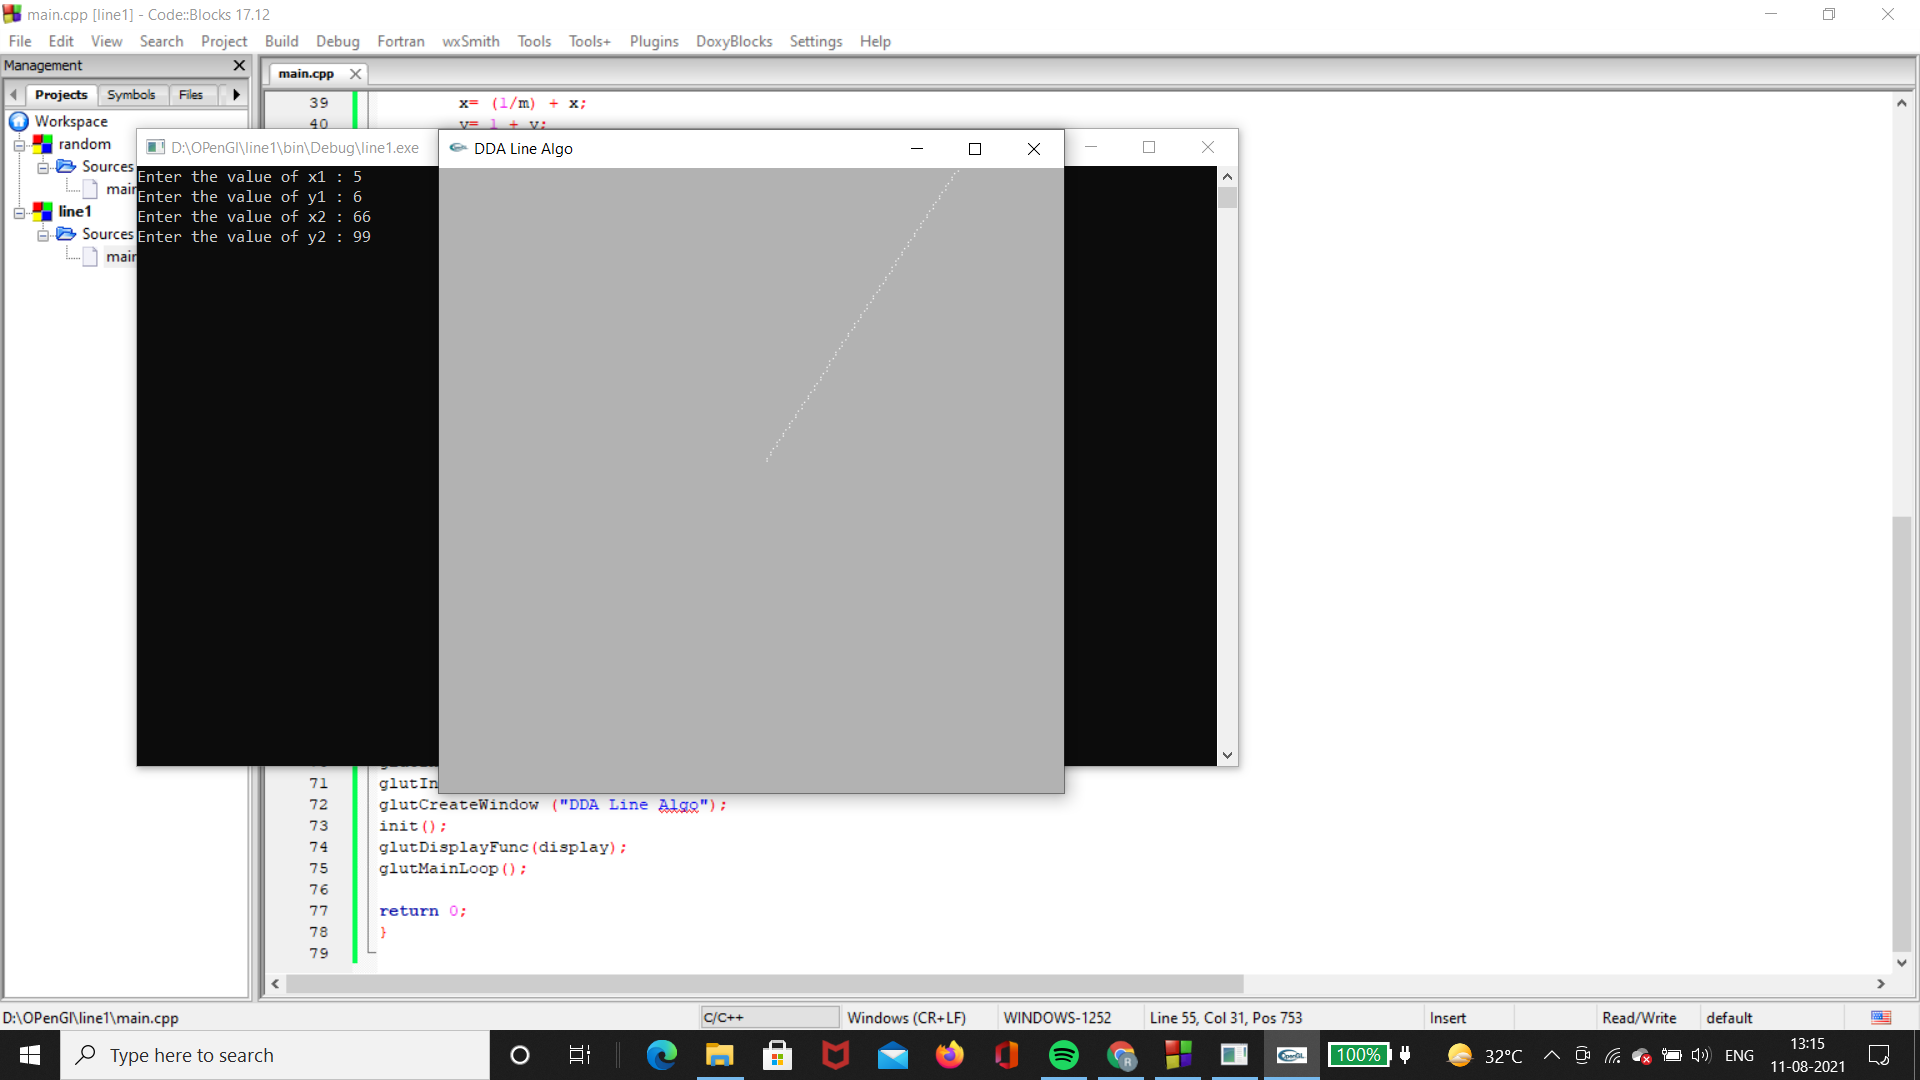 main.cpp [line1] - Code::Blocks 17.12
File Edit View Search Project Build Debug Fortran wxSmith Tools Tools+ Plugins DoxyBlocks Settings Help
Management
main.cpp
Projects Symbols Files
Workspace
random
Sources
main
line1
Sources
main
39 x= (1/m) + x;
40 y= 1 + y;
D:\OPenGl\line1\bin\Debug\line1.exe
Enter the value of x1 : 5
Enter the value of y1 : 6
Enter the value of x2 : 66
Enter the value of y2 : 99
DDA Line Algo
71 glutIn
72 glutCreateWindow ("DDA Line Algo");
73 init();
74 glutDisplayFunc(display);
75 glutMainLoop();
76
77 return 0;
78 }
79
D:\OPenGl\line1\main.cpp C/C++ Windows (CR+LF) WINDOWS-1252 Line 55, Col 31, Pos 753 Insert Read/Write default
Type here to search
OpenGL
100%
32°C
ENG
13:15
11-08-2021